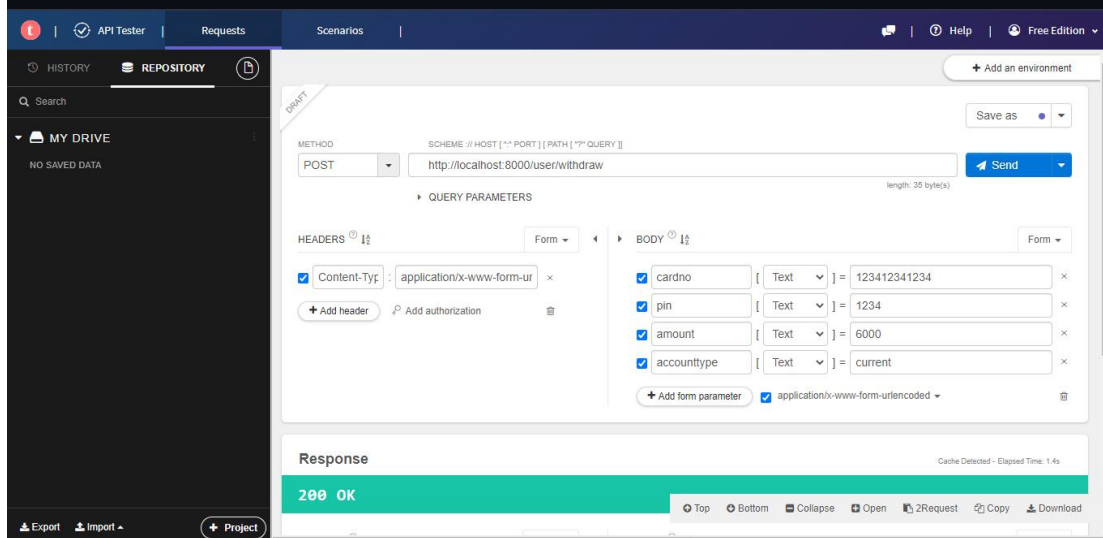 t | API Tester | Requests Scenarios | Help | Free Edition
HISTORY REPOSITORY
+ Add an environment
Search
DRAFT
Save as
MY DRIVE
NO SAVED DATA
METHOD SCHEME :// HOST [ ":" PORT ] [ PATH [ "?" QUERY ]]
POST http://localhost:8000/user/withdraw Send
length: 35 byte(s)
QUERY PARAMETERS
HEADERS ? Form BODY ? Form
Content-Typ : application/x-www-form-ur ×
cardno [ Text ] = 123412341234 ×
+ Add header Add authorization
pin [ Text ] = 1234 ×
amount [ Text ] = 6000 ×
accounttype [ Text ] = current ×
+ Add form parameter application/x-www-form-urlencoded
Response Cache Detected - Elapsed Time: 1.4s
200 OK
Top Bottom Collapse Open 2Request Copy Download
Export Import + Project